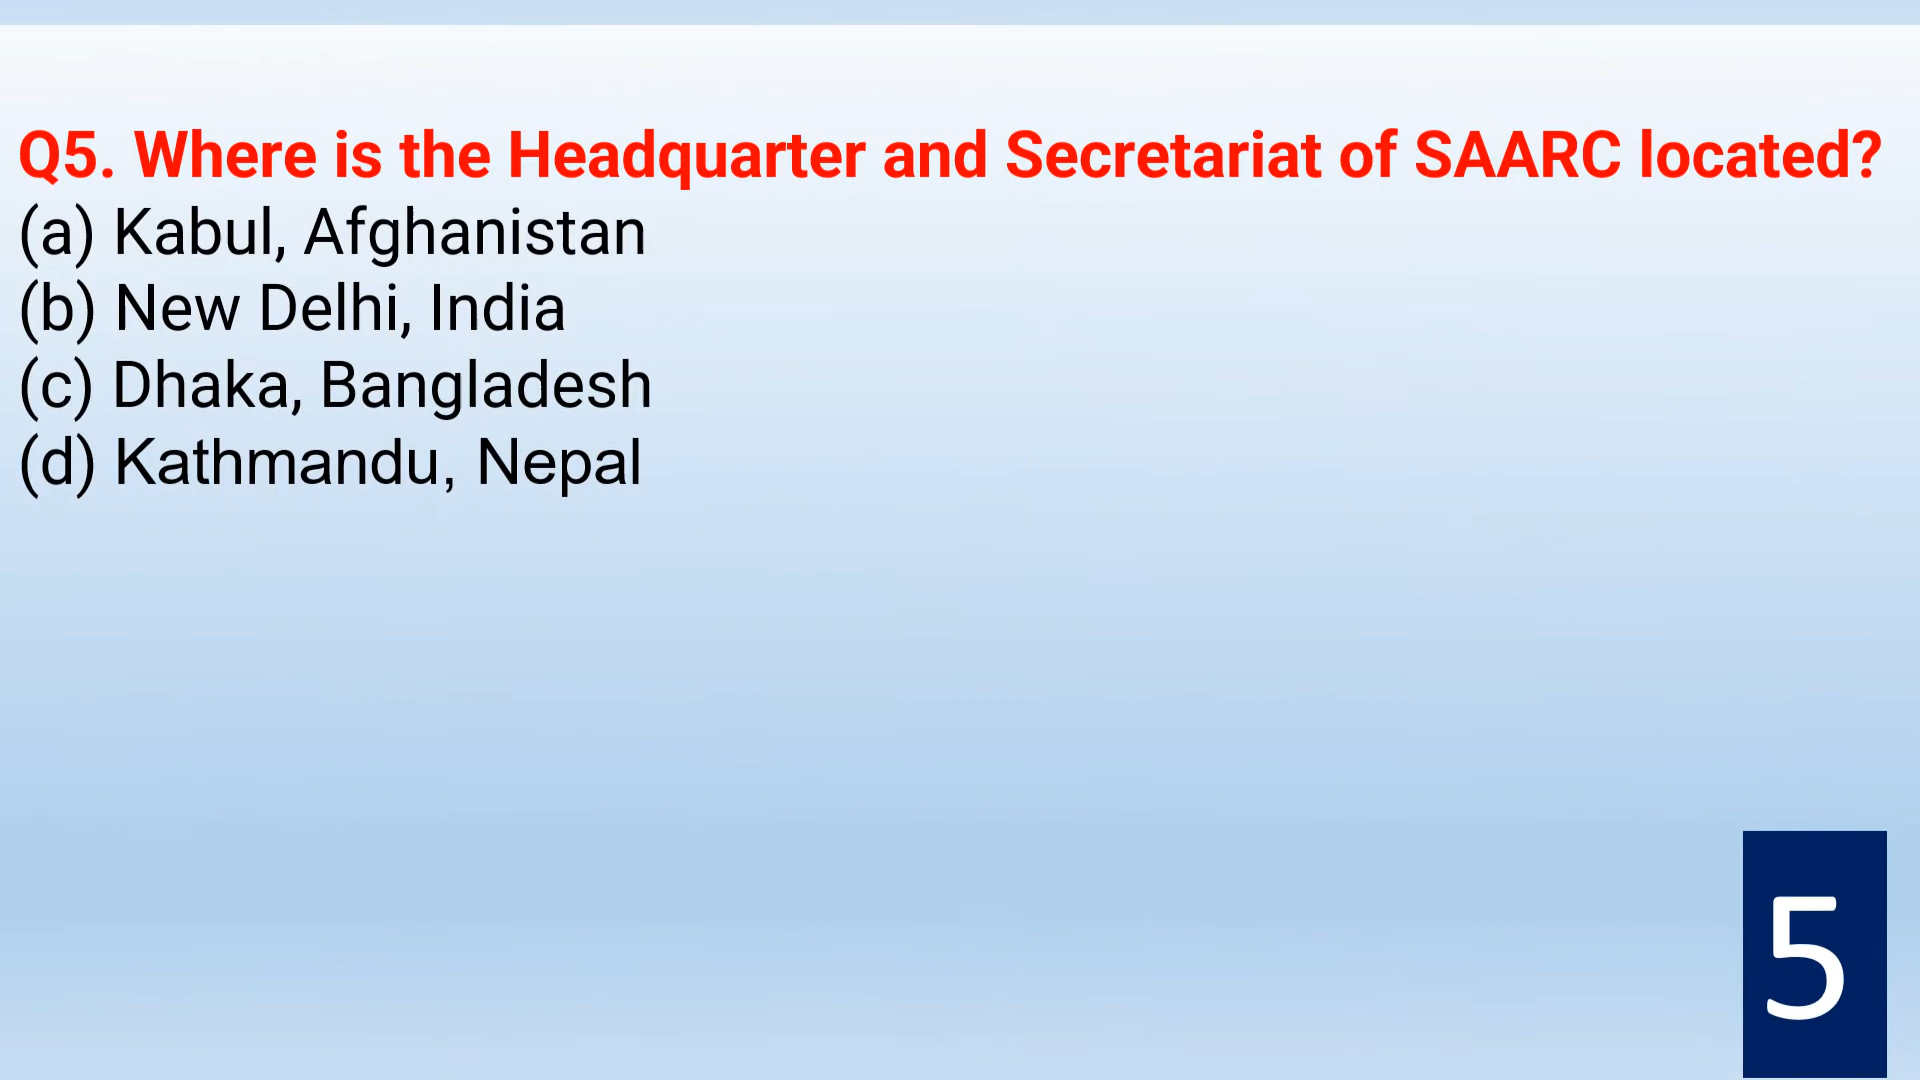 Q5. Where is the Headquarter and Secretariat of SAARC located?
(a) Kabul, Afghanistan
(b) New Delhi, India
(c) Dhaka, Bangladesh
(d) Kathmandu, Nepal
5